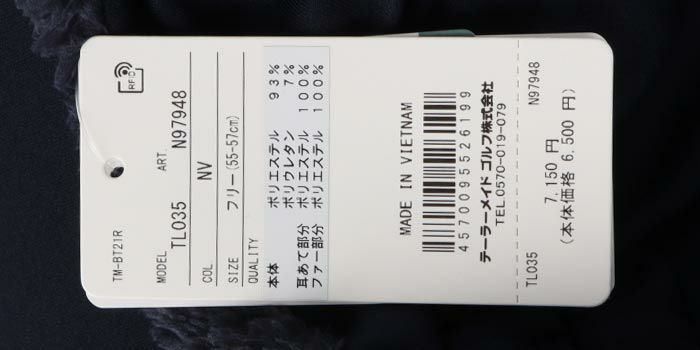 RFID
TM-BT21R
MODEL TL035 ART. N97948
COL. NV
SIZE フリー(55-57cm)
QUALITY
本体 ポリエステル 93%
ポリウレタン 7%
耳あて部分 ポリエステル 100%
ファー部分 ポリエステル 100%
MADE IN VIETNAM
4570095526199
テーラーメイド ゴルフ株式会社
TEL.0570-019-079
TL035 N97948
7,150 円
(本体価格 6,500 円)